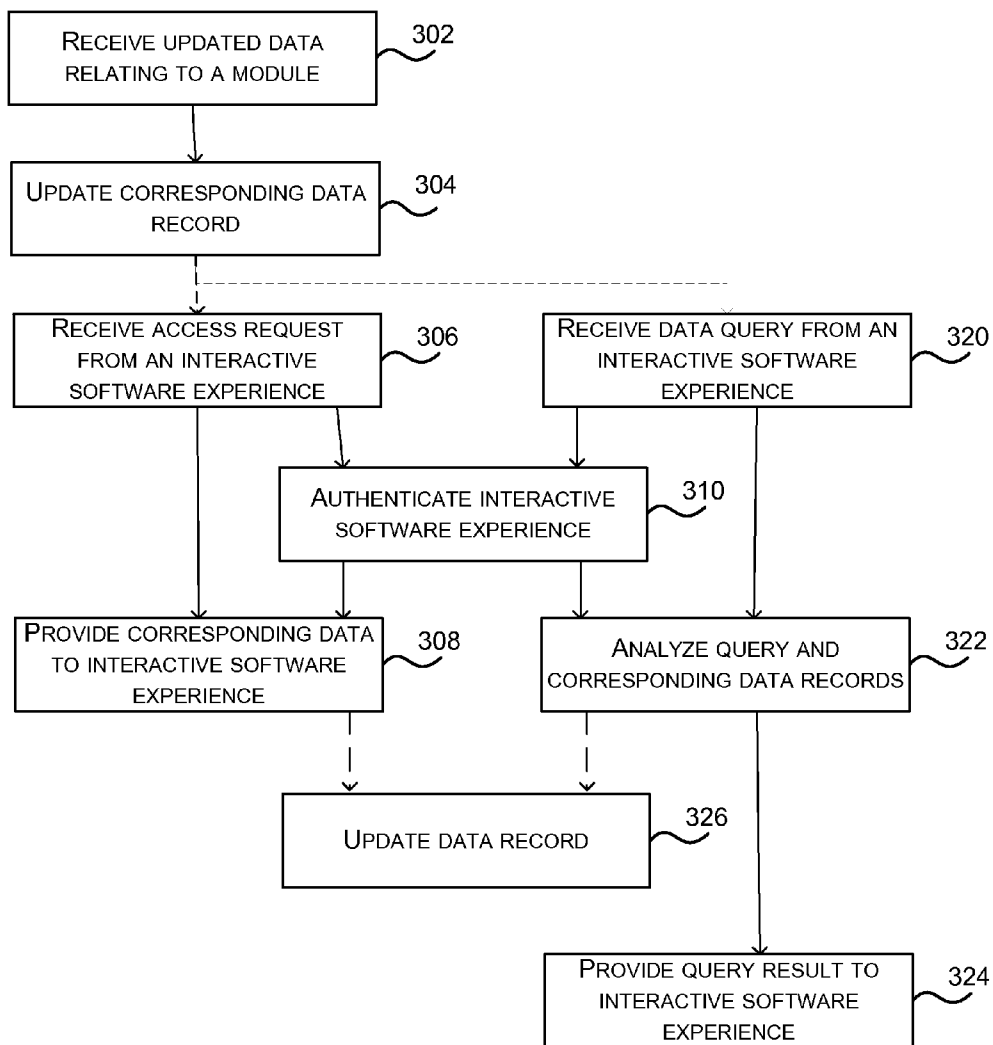 RECEIVE UPDATED DATA
RELATING TO A MODULE
302
UPDATE CORRESPONDING DATA
RECORD
304
RECEIVE ACCESS REQUEST
FROM AN INTERACTIVE
SOFTWARE EXPERIENCE
306
RECEIVE DATA QUERY FROM AN
INTERACTIVE SOFTWARE
EXPERIENCE
320
AUTHENTICATE INTERACTIVE
SOFTWARE EXPERIENCE
310
PROVIDE CORRESPONDING DATA
TO INTERACTIVE SOFTWARE
EXPERIENCE
308
ANALYZE QUERY AND
CORRESPONDING DATA RECORDS
322
UPDATE DATA RECORD
326
PROVIDE QUERY RESULT TO
INTERACTIVE SOFTWARE
EXPERIENCE
324